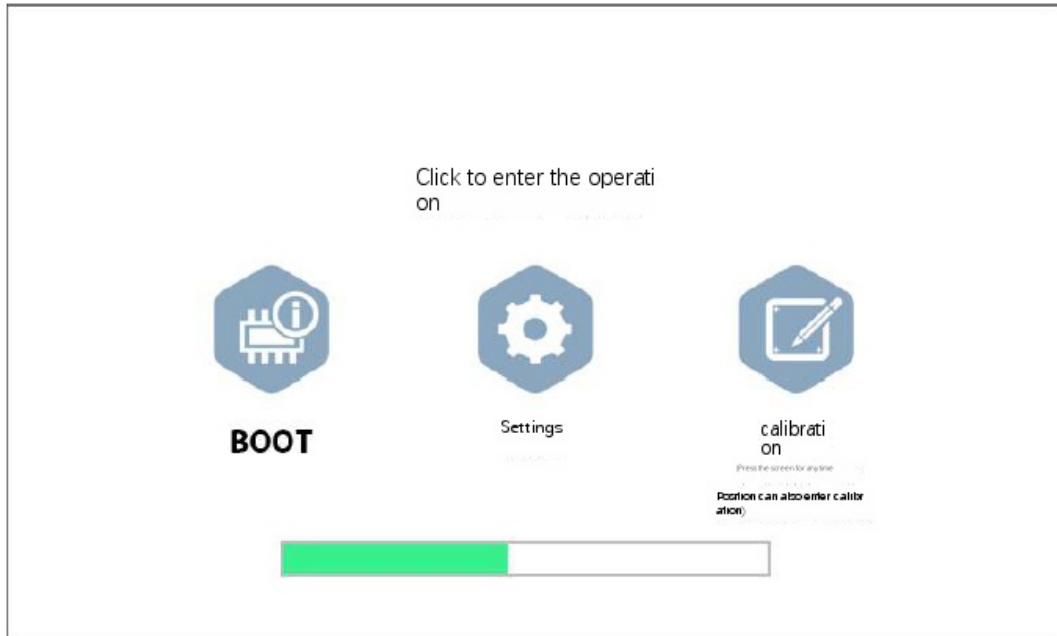 Click to enter the operati
on
BOOT
Settings
calibrati
on
(Press the screen for any time
Position can also enter calibr
ation)